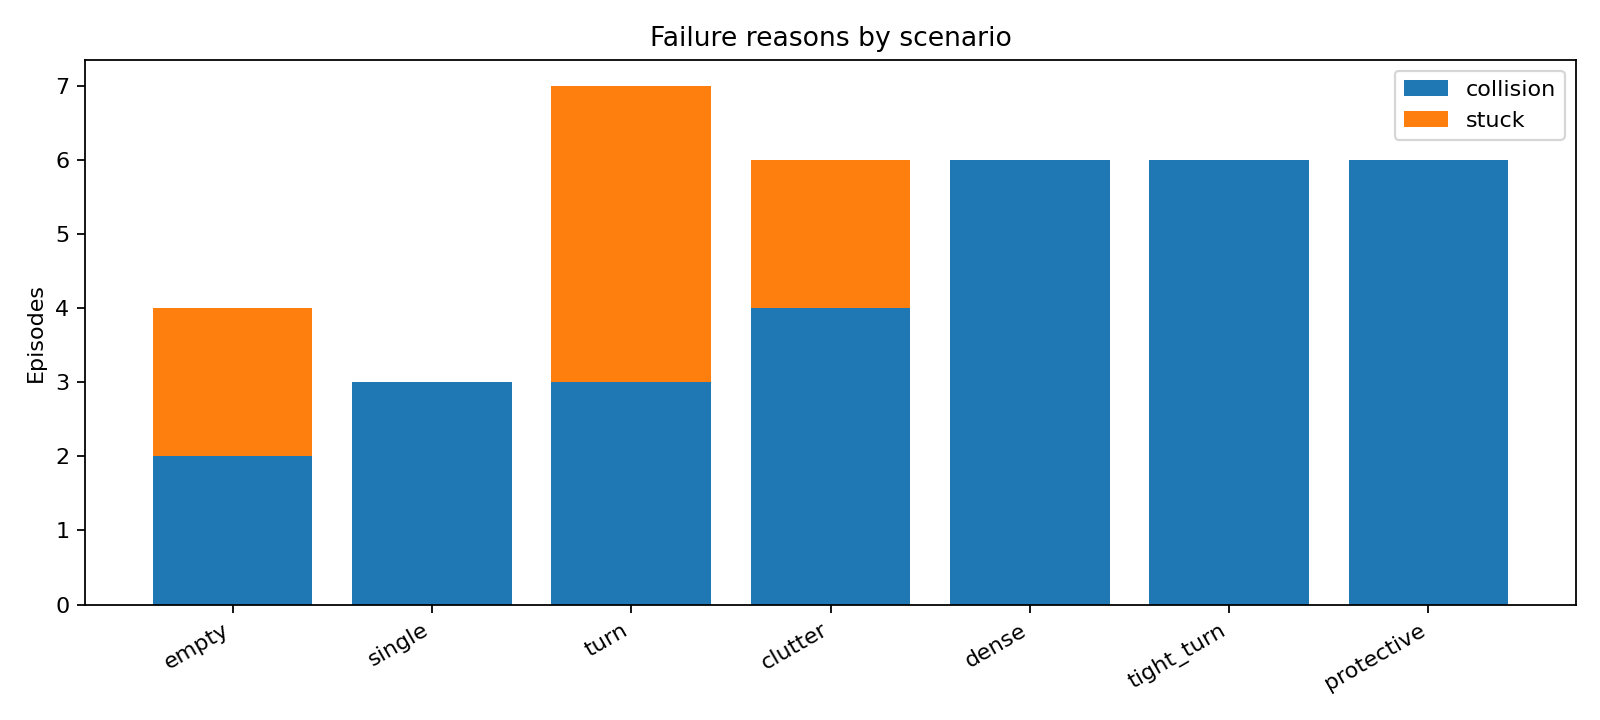 Failure reasons by scenario
collision
stuck
Episodes
7
6
5
4
3
2
1
0
empty
single
turn
clutter
dense
tight_turn
protective